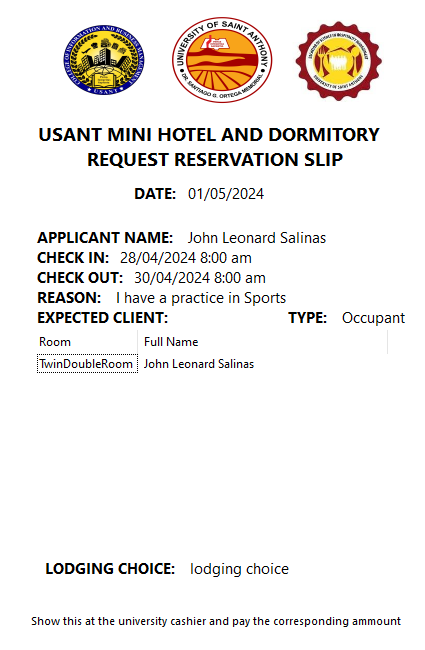 UNIVERSITY OF SAINT ANTHONY
DR. SANTIAGO G. ORTEGA MEMORIAL
USANT
USANT MINI HOTEL AND DORMITORY
REQUEST RESERVATION SLIP
DATE: 01/05/2024
APPLICANT NAME: John Leonard Salinas
CHECK IN: 28/04/2024 8:00 am
CHECK OUT: 30/04/2024 8:00 am
REASON: I have a practice in Sports
EXPECTED CLIENT: TYPE: Occupant
Room Full Name
TwinDoubleRoom John Leonard Salinas
LODGING CHOICE: lodging choice
Show this at the university cashier and pay the corresponding ammount